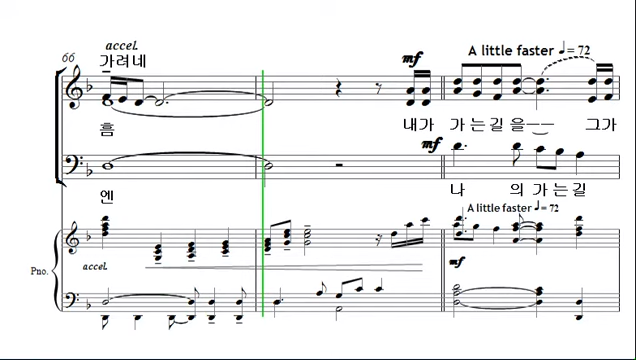 accel.
A little faster ♩= 72
66
가려네
mf
흠 내가 가는길을 그가
mf
엔 나 의가는길
A little faster ♩= 72
Pno.
accel.
mf